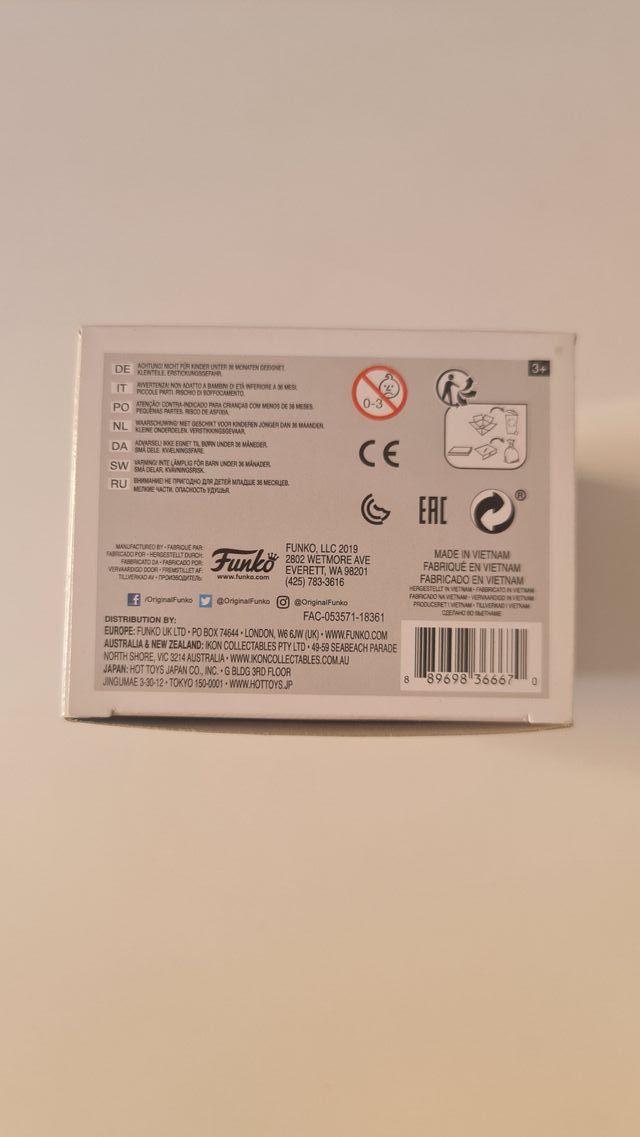 DE ACHTUNG! NICHT FÜR KINDER UNTER 36 MONATEN GEEIGNET.
KLEINTEILE. ERSTICKUNGSGEFAHR.
IT AVVERTENZA: NON ADATTO A BAMBINI DI ETÀ INFERIORE A 36 MESI.
PICCOLE PARTI. RISCHIO DI SOFFOCAMENTO.
PO ATENÇÃO: CONTRA-INDICADO PARA CRIANÇAS COM MENOS DE 36 MESES.
PEQUENAS PARTES. RISCO DE ASFIXIA.
NL WAARSCHUWING! NIET GESCHIKT VOOR KINDEREN JONGER DAN 36 MAANDEN.
KLEINE ONDERDELEN. VERSTIKKINGSGEVAAR.
DA ADVARSEL! IKKE EGNET TIL BØRN UNDER 36 MÅNEDER.
SMÅ DELE. KVÆLNINGSFARE.
SW VARNING! INTE LÄMPLIG FÖR BARN UNDER 36 MÅNADER.
SMÅ DELAR. KVÄVNINGSRISK.
RU ВНИМАНИЕ! НЕ ПРИГОДНО ДЛЯ ДЕТЕЙ МЛАДШЕ 36 МЕСЯЦЕВ.
МЕЛКИЕ ЧАСТИ. ОПАСНОСТЬ УДУШЬЯ.
0-3
3+
CE
EAC
®
MANUFACTURED BY • FABRIQUÉ PAR:
FABRICADO POR • HERGESTELLT DURCH:
FABBRICATO DA • FABRICADO POR:
VERVAARDIGD DOOR • FREMSTILLET AF:
TILLVERKAD AV • ПРОИЗВОДИТЕЛЬ:
Funko
www.funko.com
FUNKO, LLC 2019
2802 WETMORE AVE
EVERETT, WA 98201
(425) 783-3616
/OriginalFunko @OriginalFunko @OriginalFunko
FAC-053571-18361
MADE IN VIETNAM
FABRIQUÉ EN VIETNAM
FABRICADO EN VIETNAM
HERGESTELLT IN VIETNAM • FABBRICATO IN VIETNAM
FABRICADO NA VIETNAM • VERVAARDIGD IN VIETNAM
PRODUCERET I VIETNAM • TILLVERKAD I VIETNAM
СДЕЛАНО ВО ВЬЕТНАМЕ
DISTRIBUTION BY:
EUROPE: FUNKO UK LTD • PO BOX 74644 • LONDON, W6 6JW (UK) • WWW.FUNKO.COM
AUSTRALIA & NEW ZEALAND: IKON COLLECTABLES PTY LTD • 49-59 SEABEACH PARADE
NORTH SHORE, VIC 3214 AUSTRALIA • WWW.IKONCOLLECTABLES.COM.AU
JAPAN: HOT TOYS JAPAN CO., INC. • G BLDG 3RD FLOOR
JINGUMAE 3-30-12 • TOKYO 150-0001 • WWW.HOTTOYS.JP
8 89698 36667 0